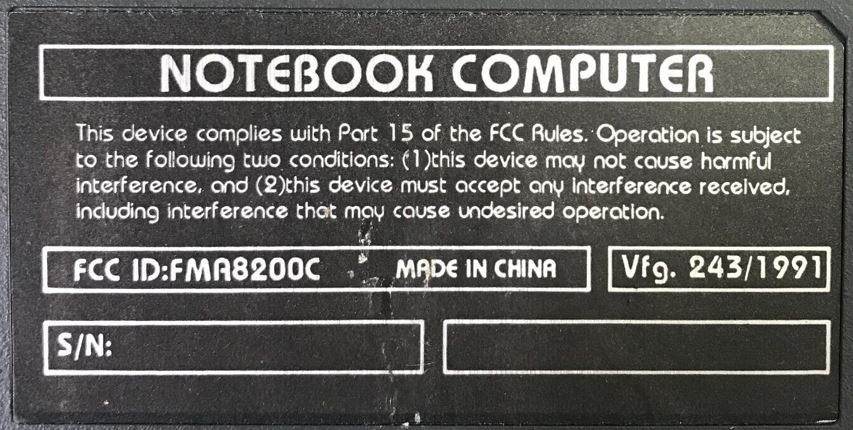 NOTEBOOK COMPUTER
This device complies with Part 15 of the FCC Rules. Operation is subject
to the following two conditions: (1)this device may not cause harmful
interference, and (2)this device must accept any Interference received,
including interference that may cause undesired operation.
FCC ID:FMA8200C MADE IN CHINA Vfg. 243/1991
S/N: